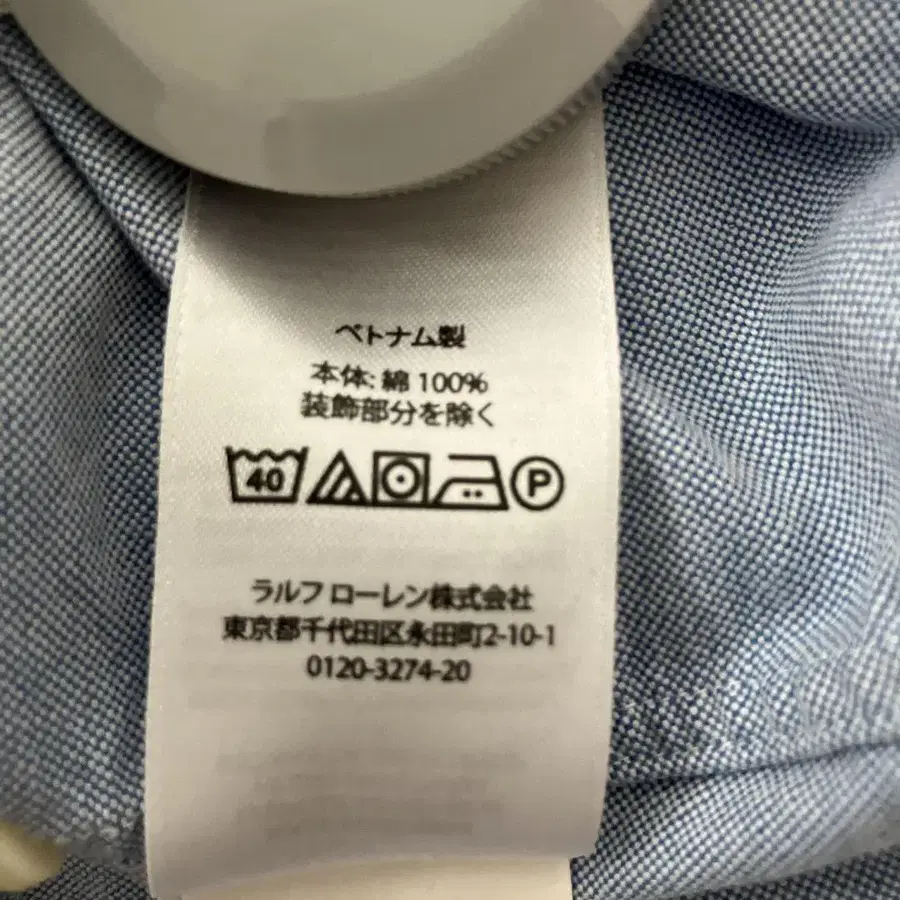 ベトナム製
本体: 綿 100%
装飾部分を除く
40 P
ラルフ ローレン株式会社
東京都千代田区永田町2-10-1
0120-3274-20